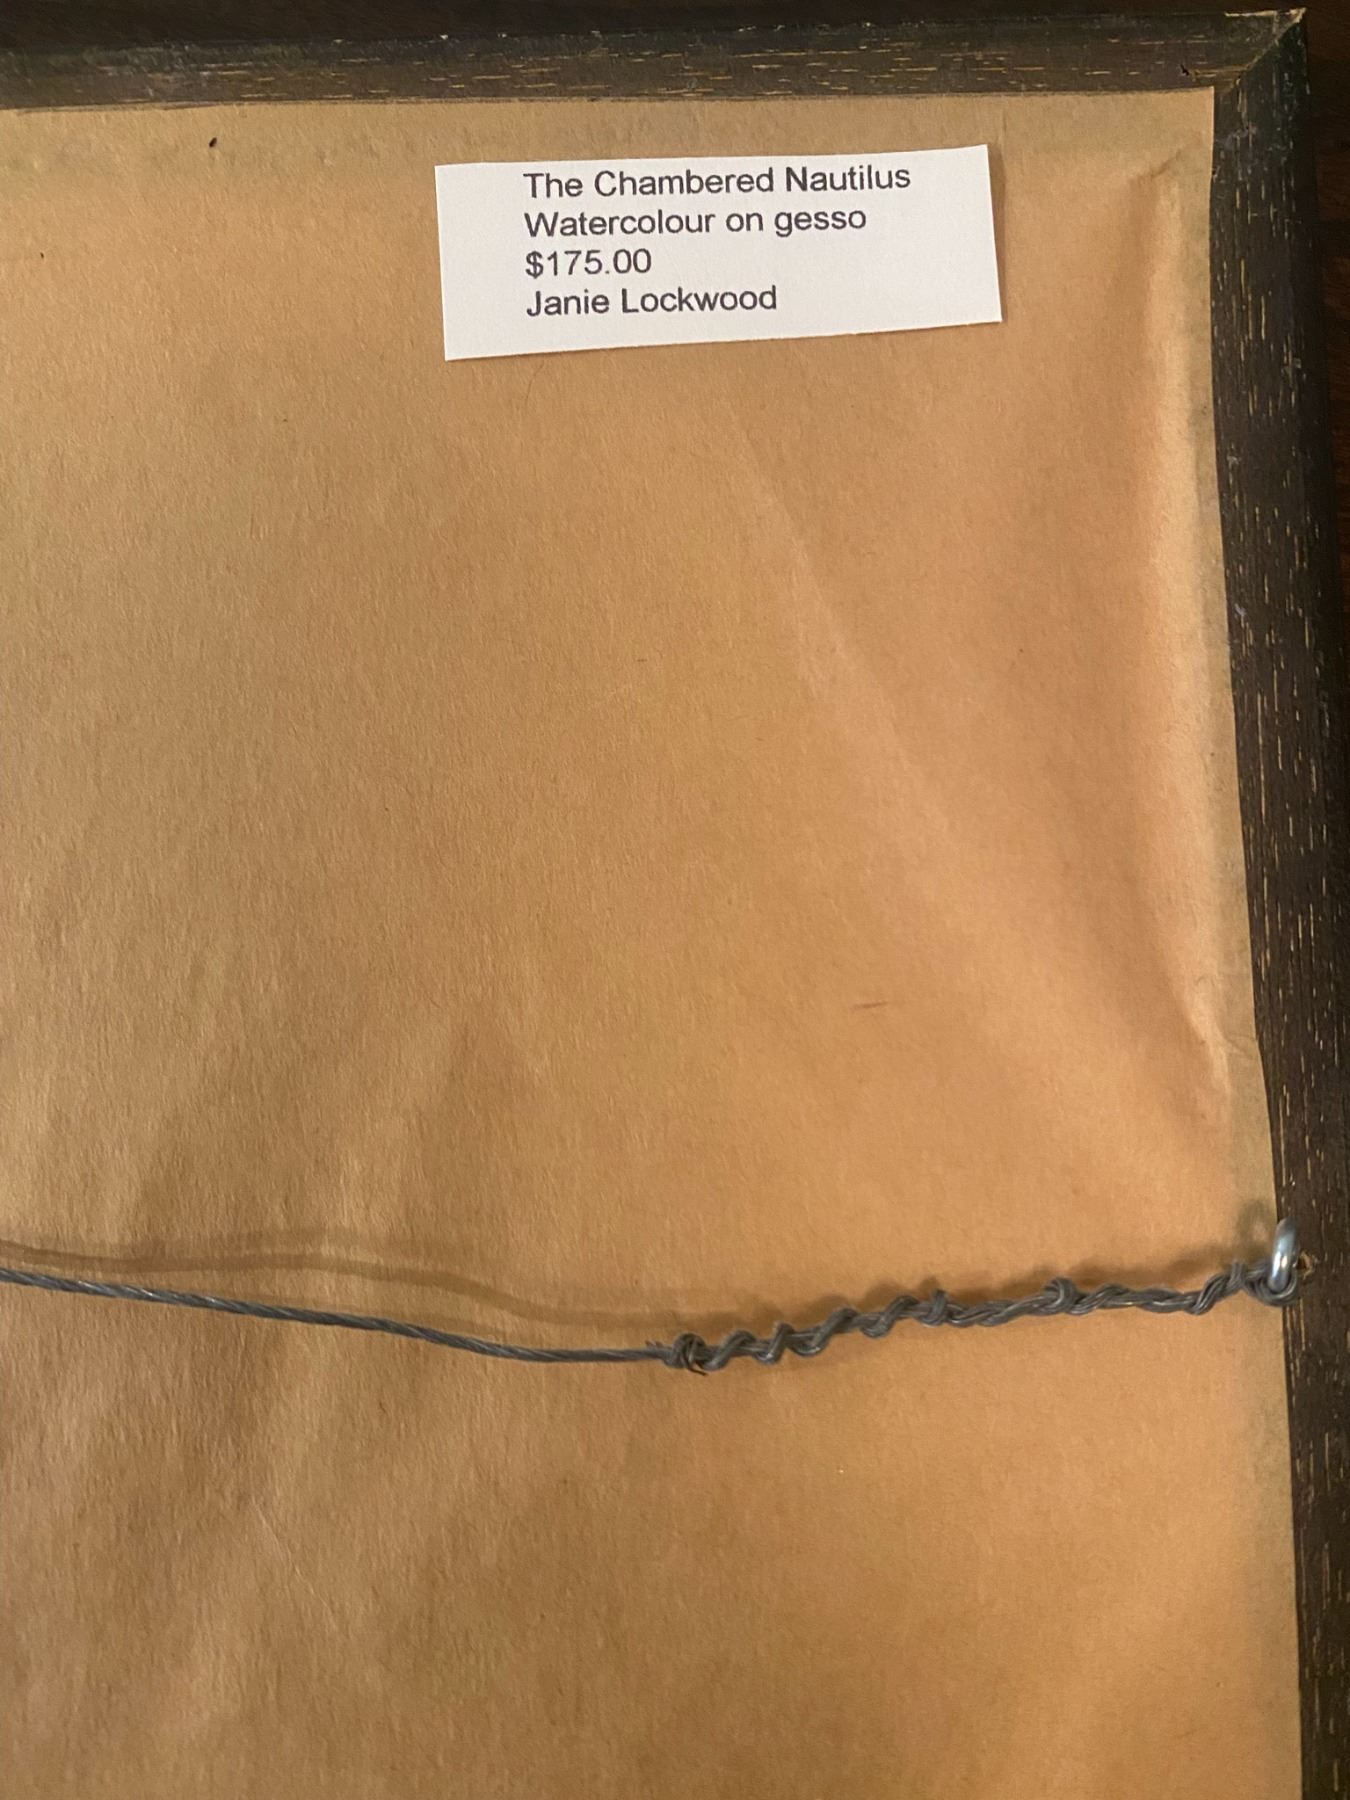 The Chambered Nautilus
Watercolour on gesso
$175.00
Janie Lockwood